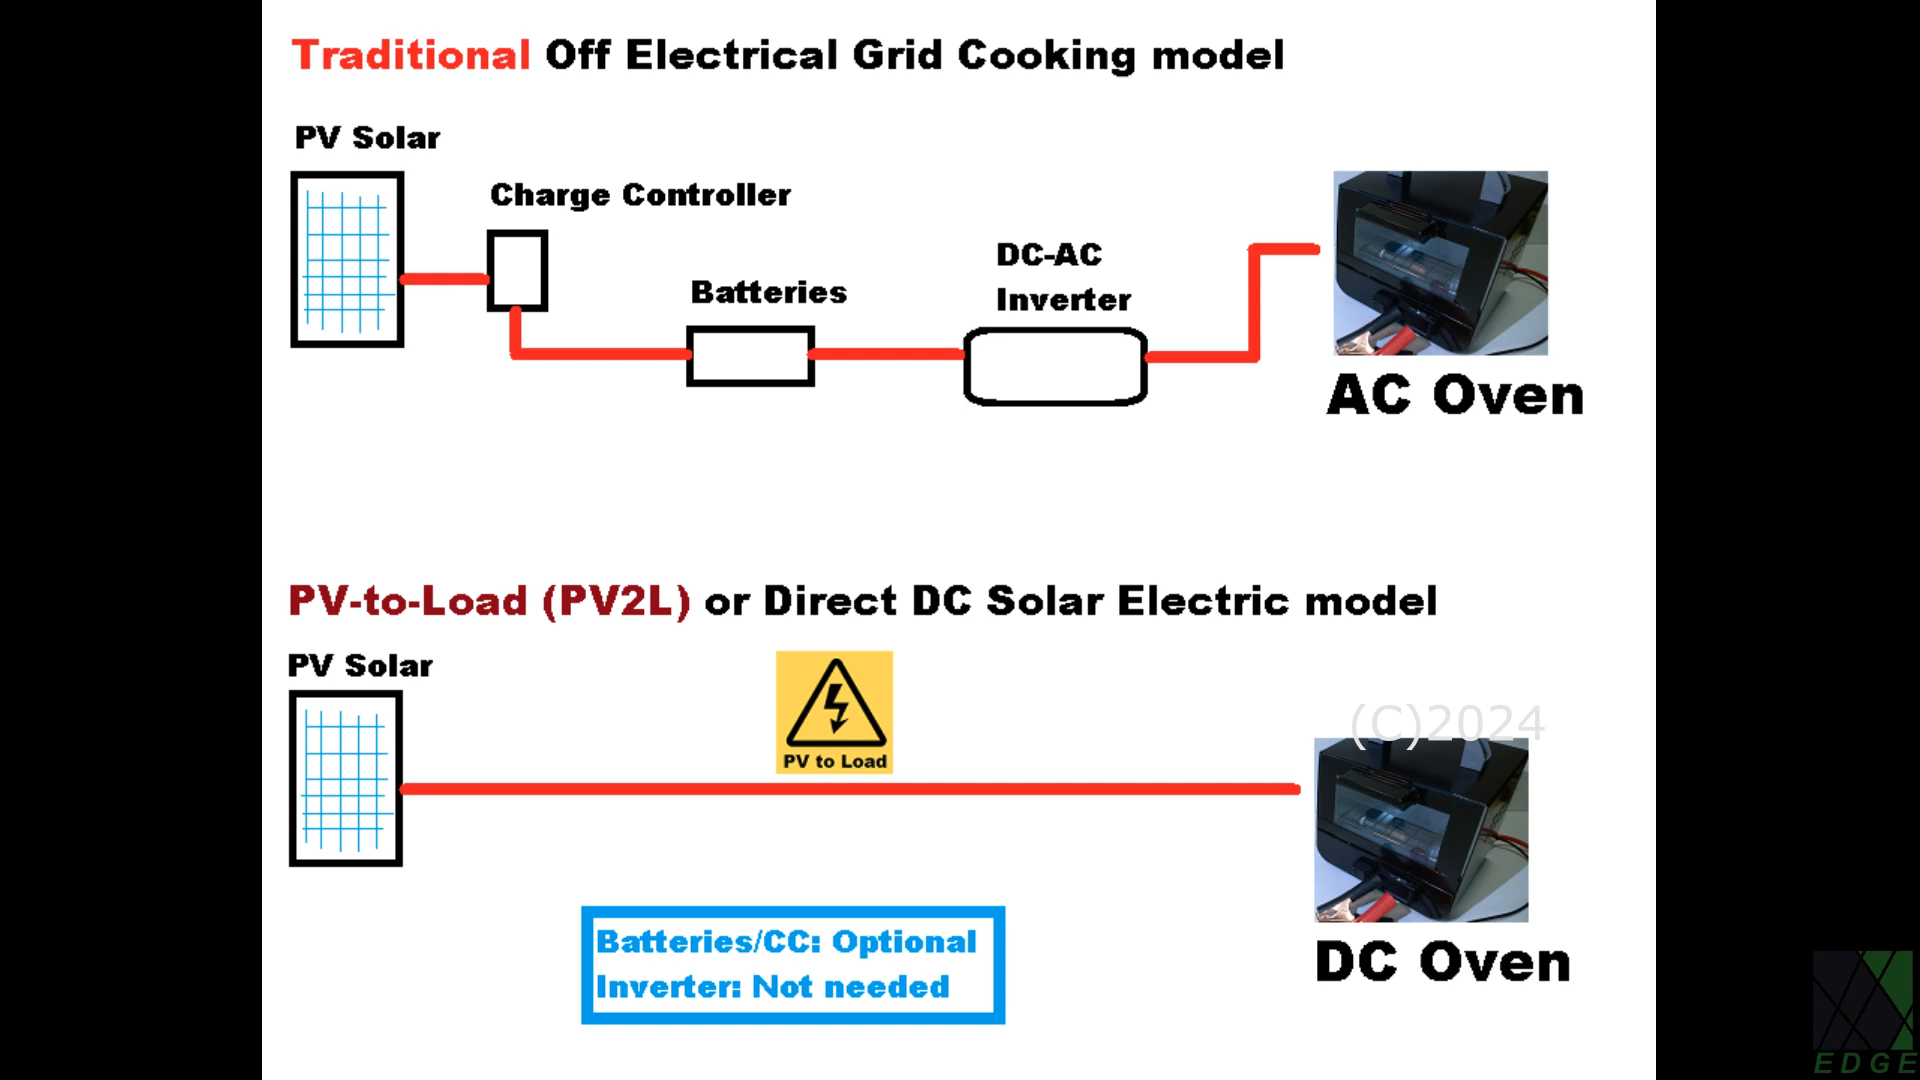 Traditional Off Electrical Grid Cooking model
PV Solar
Charge Controller
Batteries
DC-AC
Inverter
AC Oven
PV-to-Load (PV2L) or Direct DC Solar Electric model
PV Solar
PV to Load
(C)2024
DC Oven
Batteries/CC: Optional
Inverter: Not needed
EDGE